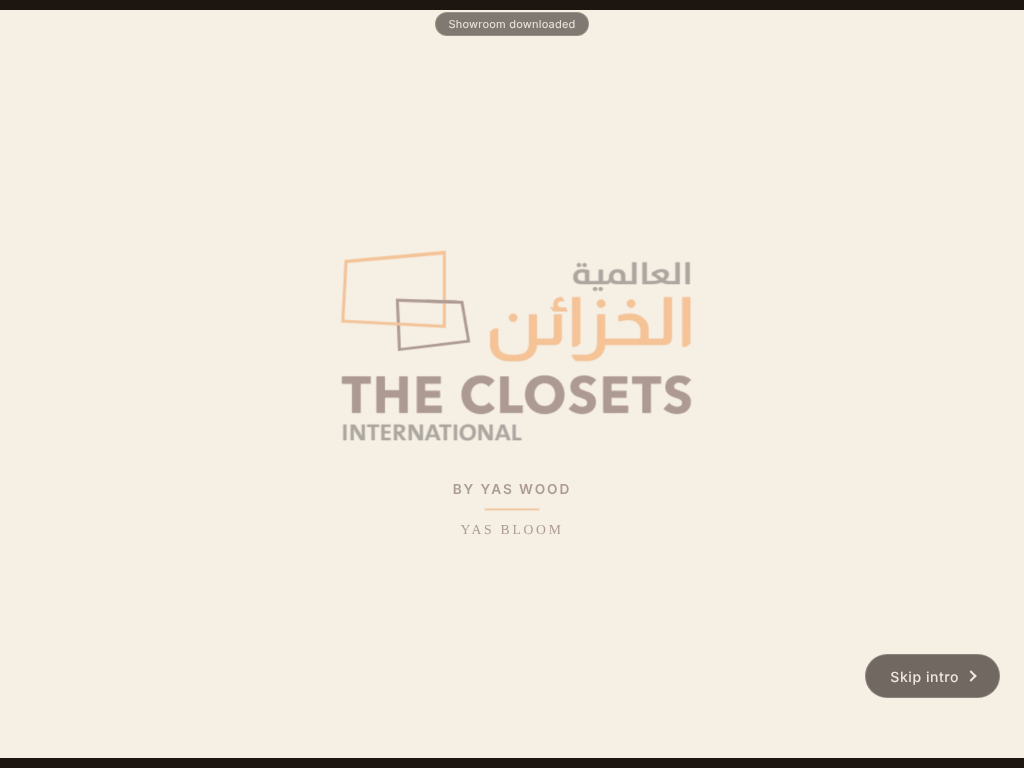 Showroom downloaded
العالمية
الخزائن
THE CLOSETS
INTERNATIONAL
BY YAS WOOD
YAS BLOOM
Skip intro